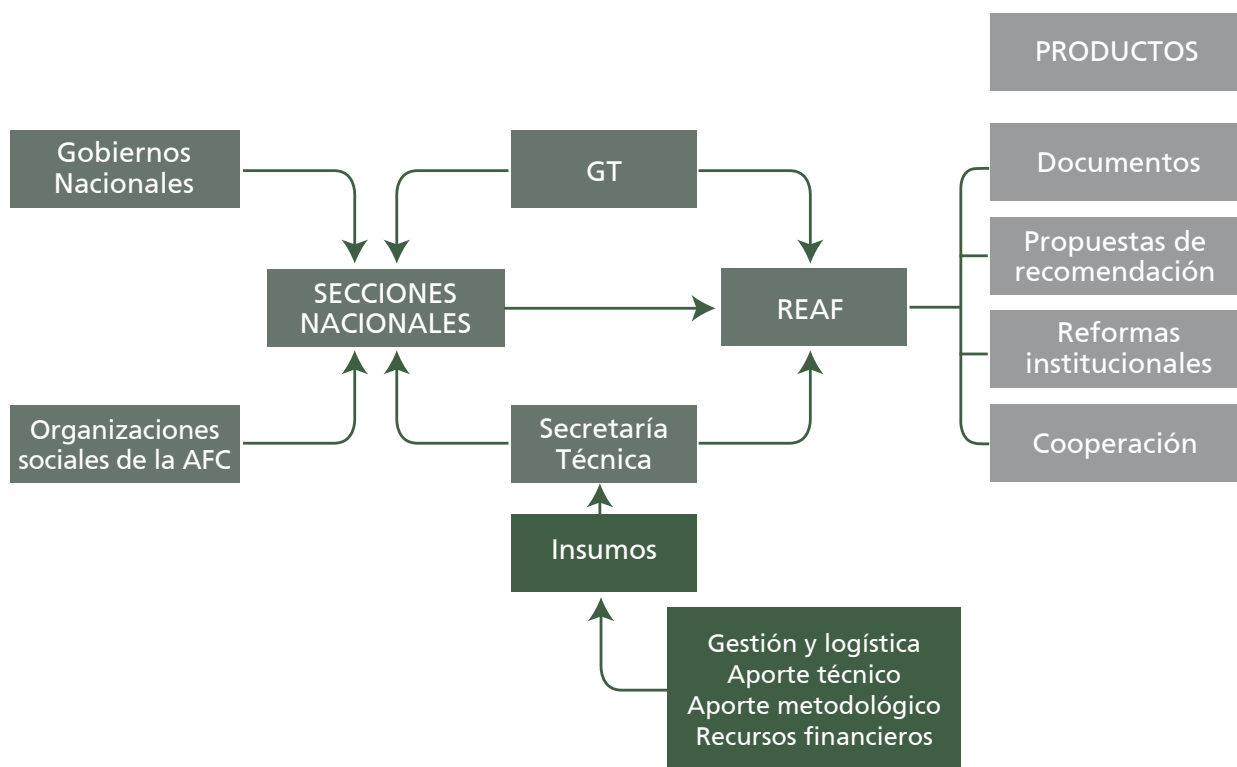 PRODUCTOS
Gobiernos
Nacionales
GT
Documentos
Propuestas de
recomendación
SECCIONES
NACIONALES
REAF
Reformas
institucionales
Organizaciones
sociales de la AFC
Secretaría
Técnica
Cooperación
Insumos
Gestión y logística
Aporte técnico
Aporte metodológico
Recursos financieros